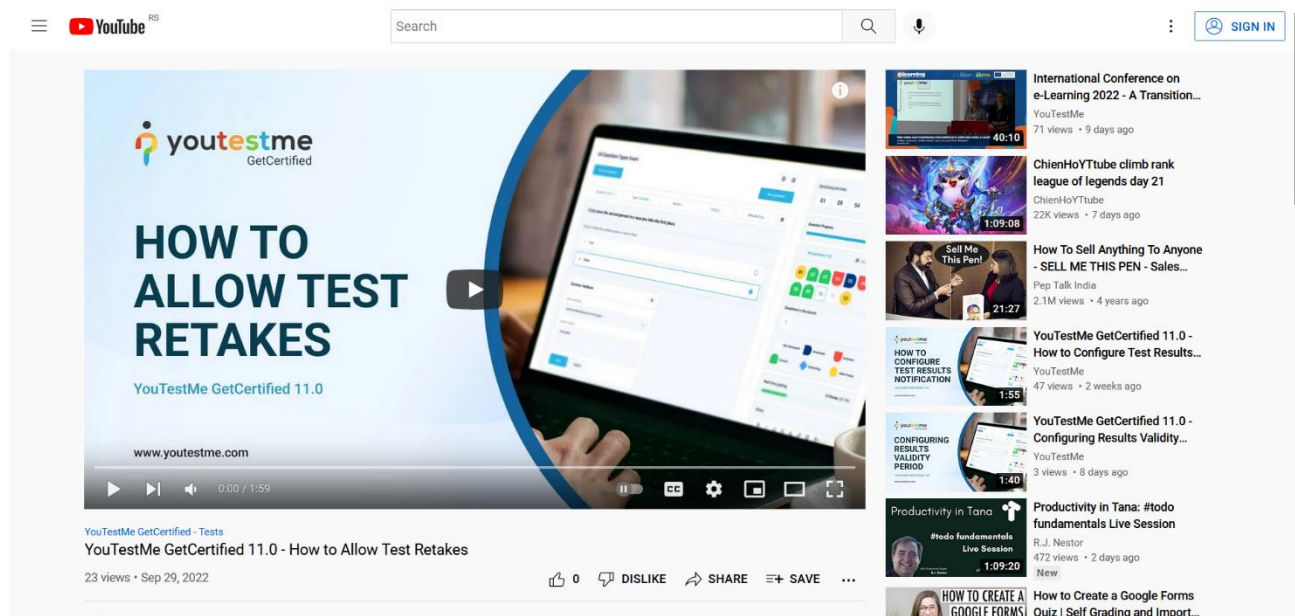 YouTube RS
Search
SIGN IN
youtestme
GetCertified
HOW TO
ALLOW TEST
RETAKES
YouTestMe GetCertified 11.0
www.youtestme.com
0:00 / 1:59
CC
YouTestMe GetCertified - Tests
YouTestMe GetCertified 11.0 - How to Allow Test Retakes
23 views • Sep 29, 2022
0
DISLIKE
SHARE
SAVE
elearning
40:10
International Conference on
e-Learning 2022 - A Transition...
YouTestMe
71 views • 9 days ago
1:09:08
ChienHoYTtube climb rank
league of legends day 21
ChienHoYTtube
22K views • 7 days ago
Sell Me
This Pen!
21:27
How To Sell Anything To Anyone
- SELL ME THIS PEN - Sales...
Pep Talk India
2.1M views • 4 years ago
youtestme
HOW TO
CONFIGURE
TEST RESULTS
NOTIFICATION
1:55
YouTestMe GetCertified 11.0 -
How to Configure Test Results...
YouTestMe
47 views • 2 weeks ago
youtestme
CONFIGURING
RESULTS
VALIDITY
PERIOD
1:40
YouTestMe GetCertified 11.0 -
Configuring Results Validity...
YouTestMe
3 views • 8 days ago
Productivity in Tana
#todo fundamentals
Live Session
1:09:20
Productivity in Tana: #todo
fundamentals Live Session
R.J. Nestor
472 views • 2 days ago
New
HOW TO CREATE A
GOOGLE FORMS
How to Create a Google Forms
Quiz | Self Grading and Import...